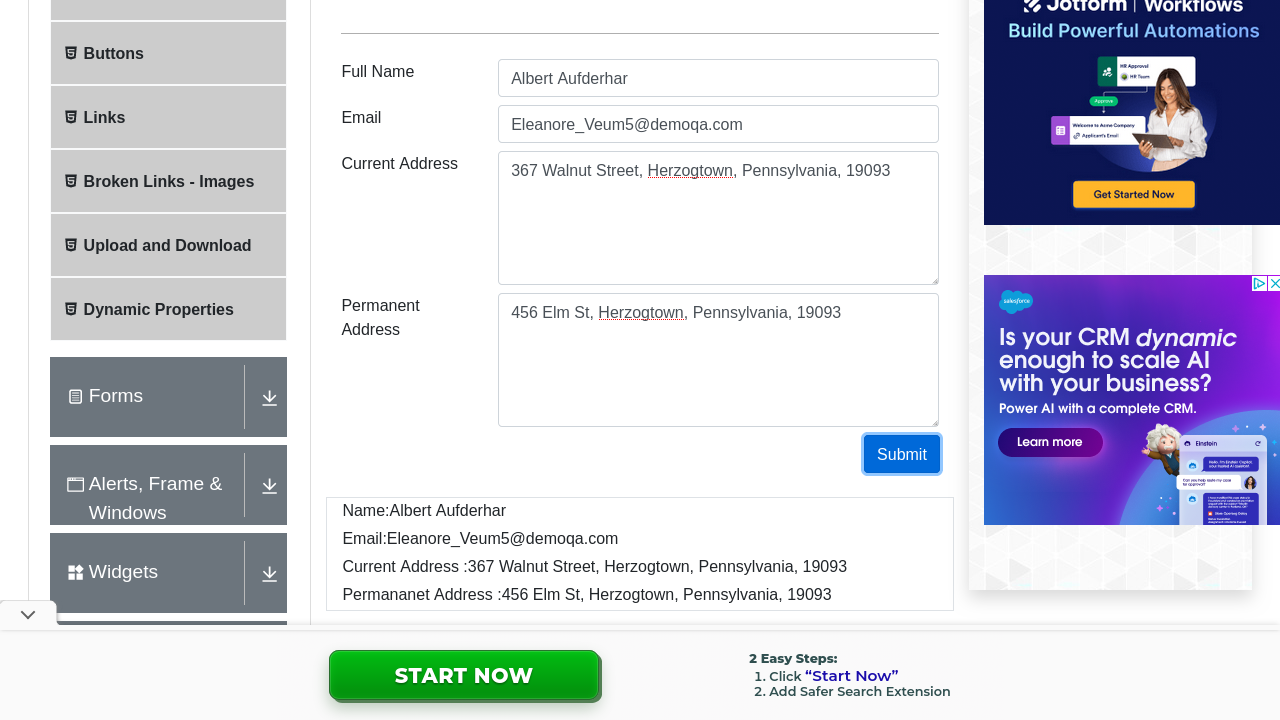 Buttons
Links
Broken Links - Images
Upload and Download
Dynamic Properties
Forms
Alerts, Frame &
Windows
Widgets
Full Name
Albert Aufderhar
Email
Eleanore_Veum5@demoqa.com
Current Address
367 Walnut Street, Herzogtown, Pennsylvania, 19093
Permanent
Address
456 Elm St, Herzogtown, Pennsylvania, 19093
Submit
Name:Albert Aufderhar
Email:Eleanore_Veum5@demoqa.com
Current Address :367 Walnut Street, Herzogtown, Pennsylvania, 19093
Permananet Address :456 Elm St, Herzogtown, Pennsylvania, 19093
Jotform | Workflows
Build Powerful Automations
HR Approval
HR Team
Approve
Welcome to Acme Company
Applicant's Email
Get Started Now
salesforce
Is your CRM dynamic
enough to scale AI
with your business?
Power AI with a complete CRM.
Learn more
Einstein
START NOW
2 Easy Steps:
1. Click “Start Now”
2. Add Safer Search Extension